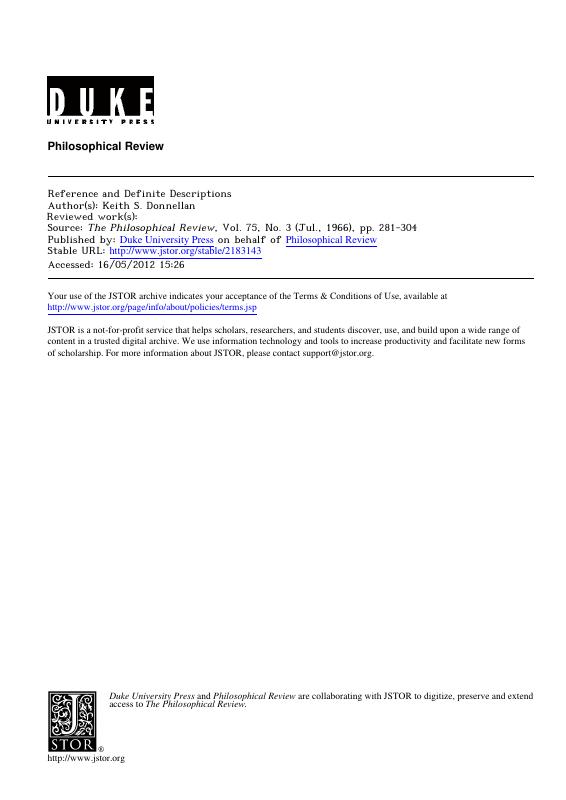 DUKE
UNIVERSITY PRESS
Philosophical Review
Reference and Definite Descriptions
Author(s): Keith S. Donnellan
Reviewed work(s):
Source: The Philosophical Review, Vol. 75, No. 3 (Jul., 1966), pp. 281-304
Published by: Duke University Press on behalf of Philosophical Review
Stable URL: http://www.jstor.org/stable/2183143
Accessed: 16/05/2012 15:26
Your use of the JSTOR archive indicates your acceptance of the Terms & Conditions of Use, available at
http://www.jstor.org/page/info/about/policies/terms.jsp
JSTOR is a not-for-profit service that helps scholars, researchers, and students discover, use, and build upon a wide range of
content in a trusted digital archive. We use information technology and tools to increase productivity and facilitate new forms
of scholarship. For more information about JSTOR, please contact support@jstor.org.
Duke University Press and Philosophical Review are collaborating with JSTOR to digitize, preserve and extend
access to The Philosophical Review.
J
STOR
®
http://www.jstor.org